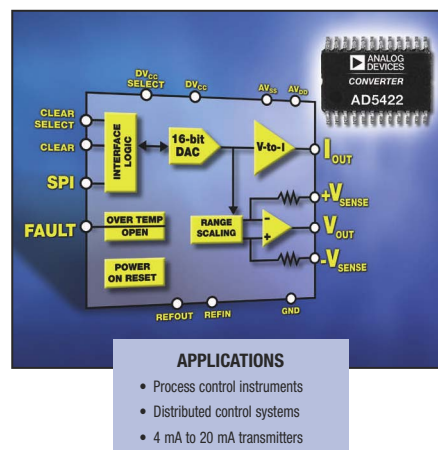 ANALOG
DEVICES
CONVERTER
AD5422
DVCC
SELECT
DVCC
AVSS
AVDD
CLEAR
SELECT
CLEAR
SPI
FAULT
INTERFACE
LOGIC
16-bit
DAC
V-to-I
IOUT
+VSENSE
VOUT
-VSENSE
OVER TEMP
OPEN
RANGE
SCALING
-
+
POWER
ON RESET
REFOUT
REFIN
GND
APPLICATIONS
• Process control instruments
• Distributed control systems
• 4 mA to 20 mA transmitters